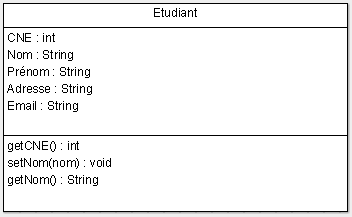 Etudiant
CNE : int
Nom : String
Prénom : String
Adresse : String
Email : String
getCNE() : int
setNom(nom) : void
getNom() : String